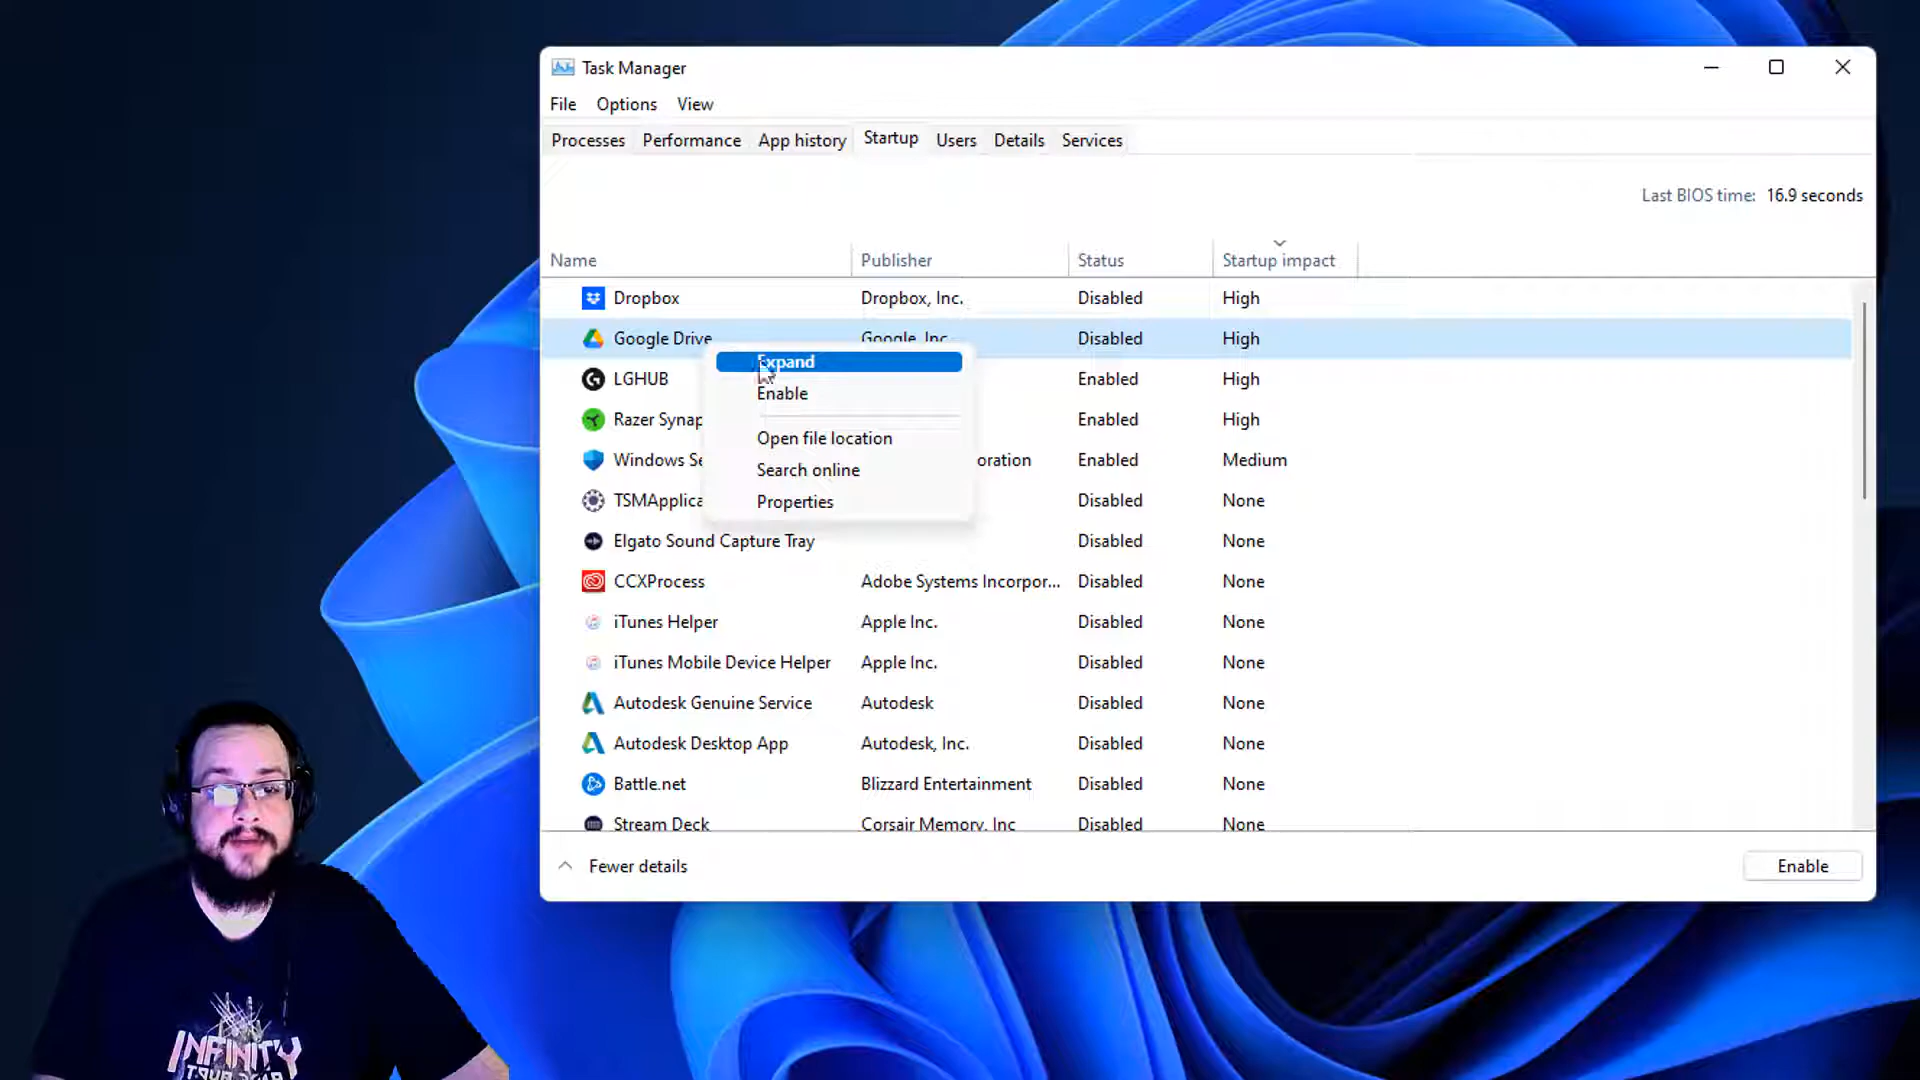 Task Manager
File Options View
Processes Performance App history Startup Users Details Services
Last BIOS time: 16.9 seconds
Name Publisher Status Startup impact
Dropbox Dropbox, Inc. Disabled High
Google Drive Google, Inc. Disabled High
Expand
LGHUB Enabled High
Enable
Razer Synap Enabled High
Open file location
Windows Se oration Enabled Medium
Search online
TSMApplica Disabled None
Properties
Elgato Sound Capture Tray Disabled None
CCXProcess Adobe Systems Incorpor... Disabled None
iTunes Helper Apple Inc. Disabled None
iTunes Mobile Device Helper Apple Inc. Disabled None
Autodesk Genuine Service Autodesk Disabled None
Autodesk Desktop App Autodesk, Inc. Disabled None
Battle.net Blizzard Entertainment Disabled None
Stream Deck Corsair Memory, Inc Disabled None
Fewer details Enable
INFINITY